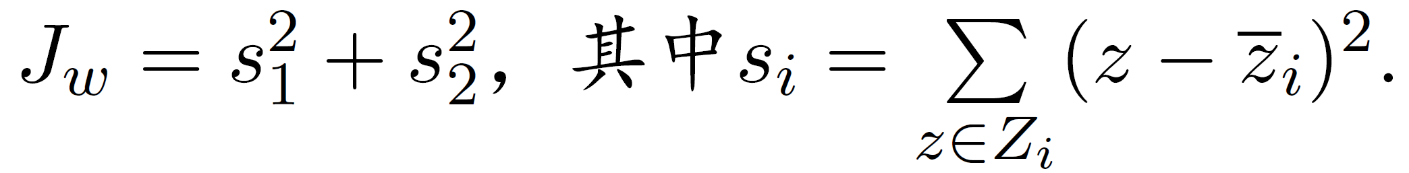 $J_w = s_1^2 + s_2^2$, 其中$s_i = \sum_{z \in Z_i} (z - \overline{z}_i)^2$.